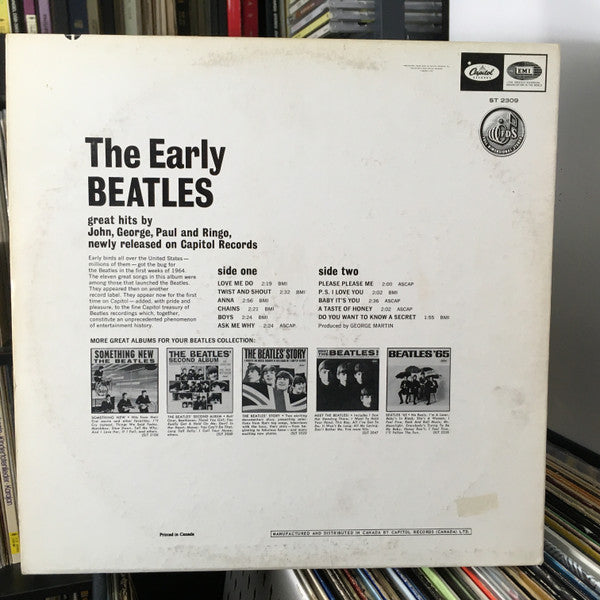 Capitol
EMI
ST 2309
The Early
BEATLES
great hits by
John, George, Paul and Ringo,
newly released on Capitol Records
Early birds all over the United States—
millions of them—got the bug for
the Beatles in the first weeks of 1964.
The eleven great songs in this album were
among those that launched the Beatles.
They appeared then on another
record label. They appear now for the first
time on Capitol—added, with pride and
pleasure, to the fine Capitol treasury of
Beatles recordings which, together,
constitute an unprecedented phenomenon
of entertainment history.
side one
LOVE ME DO 2:19 BMI
TWIST AND SHOUT 2:32 BMI
ANNA 2:56 BMI
CHAINS 2:21 BMI
BOYS 2:24 BMI
ASK ME WHY 2:24 ASCAP
side two
PLEASE PLEASE ME 2:00 ASCAP
P.S. I LOVE YOU 2:02 BMI
BABY IT'S YOU 2:36 ASCAP
A TASTE OF HONEY 2:02 BMI
DO YOU WANT TO KNOW A SECRET 1:55 BMI
Produced by GEORGE MARTIN
MORE GREAT ALBUMS FOR YOUR BEATLES COLLECTION:
SOMETHING NEW
THE BEATLES
THE BEATLES'
SECOND ALBUM
THE BEATLES' STORY
MEET THE BEATLES!
BEATLES '65
Printed in Canada
MANUFACTURED AND DISTRIBUTED IN CANADA BY CAPITOL RECORDS (CANADA) LTD.